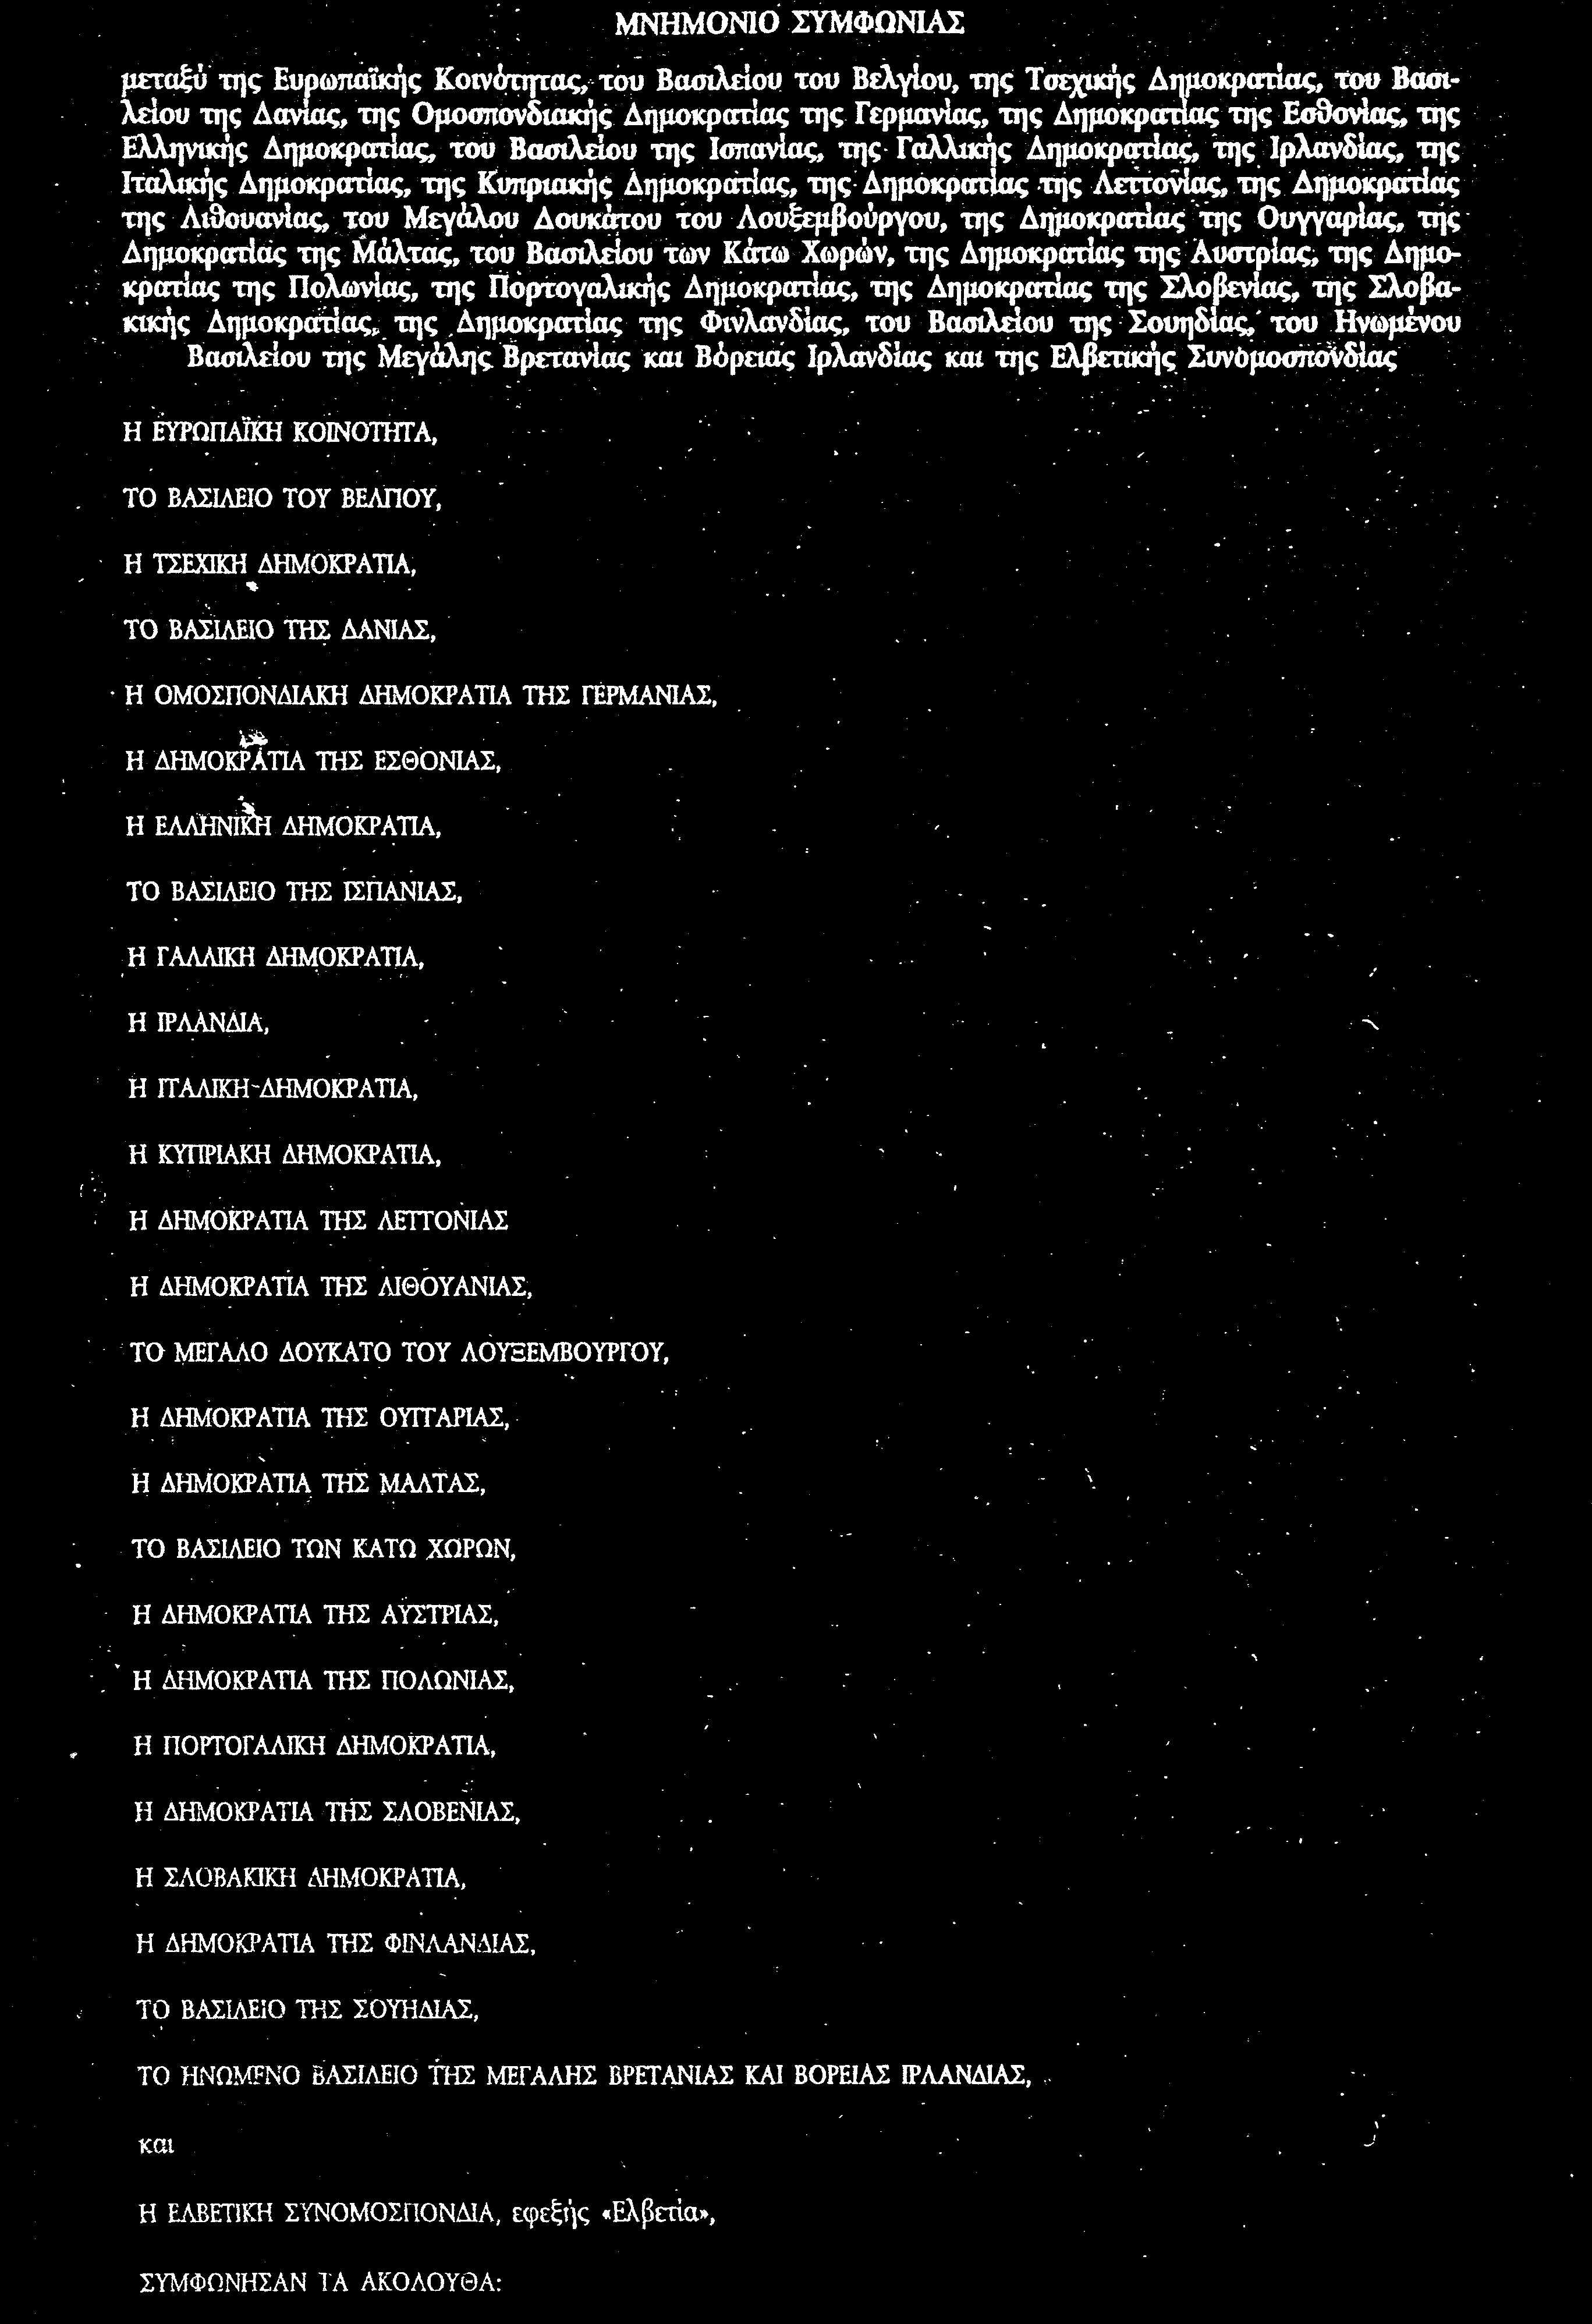 ΜΝΗΜΟΝΙΟ ΣΥΜΦΩΝΙΑΣ
μεταξύ της Ευρωπαϊκής Κοινότητας, του Βασιλείου του Βελγίου, της Τσεχικής Δημοκρατίας, του Βασι-
λείου της Δανίας, της Ομοσπονδιακής Δημοκρατίας της Γερμανίας, της Δημοκρατίας της Εσθονίας, της
Ελληνικής Δημοκρατίας, του Βασιλείου της Ισπανίας, της Γαλλικής Δημοκρατίας, της Ιρλανδίας, της
Ιταλικής Δημοκρατίας, της Κυπριακής Δημοκρατίας, της Δημοκρατίας της Λεττονίας, της Δημοκρατίας
της Λιθουανίας, του Μεγάλου Δουκάτου του Λουξεμβούργου, της Δημοκρατίας της Ουγγαρίας, της
Δημοκρατίας της Μάλτας, του Βασιλείου των Κάτω Χωρών, της Δημοκρατίας της Αυστρίας, της Δημο-
κρατίας της Πολωνίας, της Πορτογαλικής Δημοκρατίας, της Δημοκρατίας της Σλοβενίας, της Σλοβα-
κικής Δημοκρατίας, της Δημοκρατίας της Φινλανδίας, του Βασιλείου της Σουηδίας, του Ηνωμένου
Βασιλείου της Μεγάλης Βρετανίας και Βόρειας Ιρλανδίας και της Ελβετικής Συνομοσπονδίας
Η ΕΥΡΩΠΑΪΚΗ ΚΟΙΝΟΤΗΤΑ,
ΤΟ ΒΑΣΙΛΕΙΟ ΤΟΥ ΒΕΛΓΙΟΥ,
Η ΤΣΕΧΙΚΗ ΔΗΜΟΚΡΑΤΙΑ,
ΤΟ ΒΑΣΙΛΕΙΟ ΤΗΣ ΔΑΝΙΑΣ,
Η ΟΜΟΣΠΟΝΔΙΑΚΗ ΔΗΜΟΚΡΑΤΙΑ ΤΗΣ ΓΕΡΜΑΝΙΑΣ,
Η ΔΗΜΟΚΡΑΤΙΑ ΤΗΣ ΕΣΘΟΝΙΑΣ,
Η ΕΛΛΗΝΙΚΗ ΔΗΜΟΚΡΑΤΙΑ,
ΤΟ ΒΑΣΙΛΕΙΟ ΤΗΣ ΙΣΠΑΝΙΑΣ,
Η ΓΑΛΛΙΚΗ ΔΗΜΟΚΡΑΤΙΑ,
Η ΙΡΛΑΝΔΙΑ,
Η ΙΤΑΛΙΚΗ ΔΗΜΟΚΡΑΤΙΑ,
Η ΚΥΠΡΙΑΚΗ ΔΗΜΟΚΡΑΤΙΑ,
Η ΔΗΜΟΚΡΑΤΙΑ ΤΗΣ ΛΕΤΤΟΝΙΑΣ
Η ΔΗΜΟΚΡΑΤΙΑ ΤΗΣ ΛΙΘΟΥΑΝΙΑΣ,
ΤΟ ΜΕΓΑΛΟ ΔΟΥΚΑΤΟ ΤΟΥ ΛΟΥΞΕΜΒΟΥΡΓΟΥ,
Η ΔΗΜΟΚΡΑΤΙΑ ΤΗΣ ΟΥΓΓΑΡΙΑΣ,
Η ΔΗΜΟΚΡΑΤΙΑ ΤΗΣ ΜΑΛΤΑΣ,
ΤΟ ΒΑΣΙΛΕΙΟ ΤΩΝ ΚΑΤΩ ΧΩΡΩΝ,
Η ΔΗΜΟΚΡΑΤΙΑ ΤΗΣ ΑΥΣΤΡΙΑΣ,
Η ΔΗΜΟΚΡΑΤΙΑ ΤΗΣ ΠΟΛΩΝΙΑΣ,
Η ΠΟΡΤΟΓΑΛΙΚΗ ΔΗΜΟΚΡΑΤΙΑ,
Η ΔΗΜΟΚΡΑΤΙΑ ΤΗΣ ΣΛΟΒΕΝΙΑΣ,
Η ΣΛΟΒΑΚΙΚΗ ΔΗΜΟΚΡΑΤΙΑ,
Η ΔΗΜΟΚΡΑΤΙΑ ΤΗΣ ΦΙΝΛΑΝΔΙΑΣ,
ΤΟ ΒΑΣΙΛΕΙΟ ΤΗΣ ΣΟΥΗΔΙΑΣ,
ΤΟ ΗΝΩΜΕΝΟ ΒΑΣΙΛΕΙΟ ΤΗΣ ΜΕΓΑΛΗΣ ΒΡΕΤΑΝΙΑΣ ΚΑΙ ΒΟΡΕΙΑΣ ΙΡΛΑΝΔΙΑΣ,
και
Η ΕΛΒΕΤΙΚΗ ΣΥΝΟΜΟΣΠΟΝΔΙΑ, εφεξής «Ελβετία»,
ΣΥΜΦΩΝΗΣΑΝ ΤΑ ΑΚΟΛΟΥΘΑ: